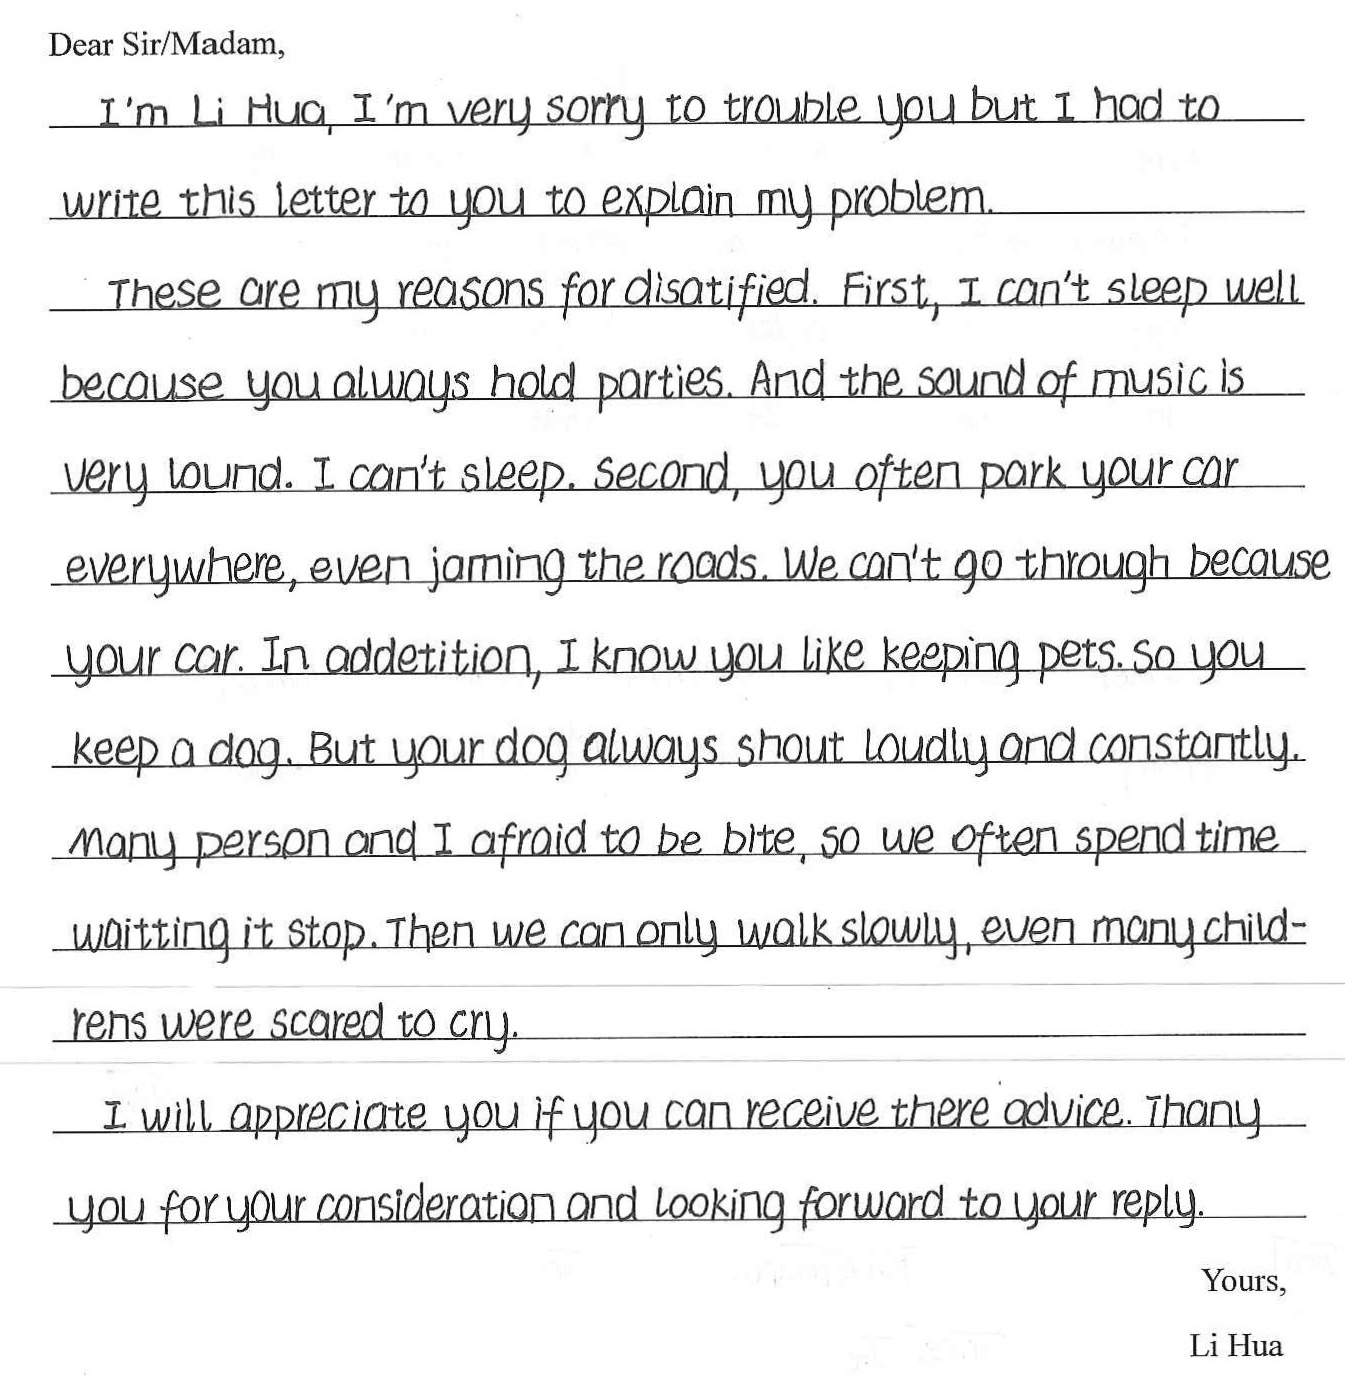 Dear Sir/Madam,
I'm Li Hua, I'm very sorry to trouble you but I had to
write this letter to you to explain my problem.
These are my reasons for disatified. First, I can't sleep well
because you always hold parties. And the sound of music is
very lound. I can't sleep. Second, you often park your car
everywhere, even jaming the roads. We can't go through because
your car. In addetition, I know you like keeping pets. So you
keep a dog. But your dog always shout loudly and constantly.
Many person and I afraid to be bite, so we often spend time
waitting it stop. Then we can only walk slowly, even many child-
rens were scared to cry.
I will appreciate you if you can receive there advice. Thany
you for your consideration and looking forward to your reply.
Yours,
Li Hua